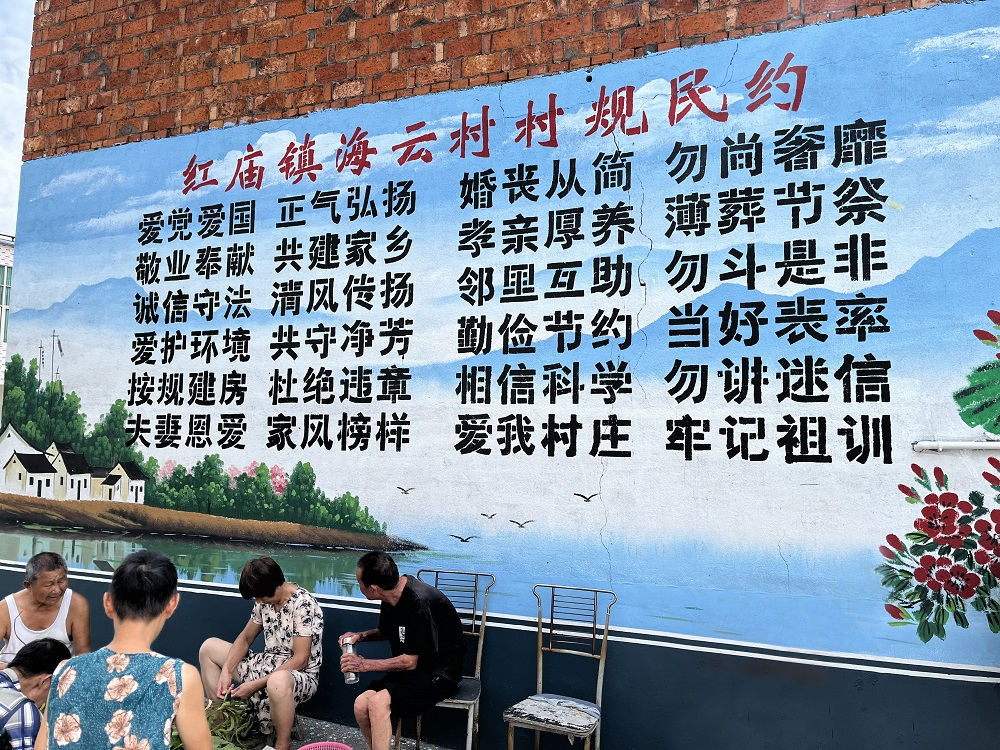 红庙镇海云村村规民约
爱党爱国 正气弘扬 婚丧从简 勿尚奢靡
敬业奉献 共建家乡 孝亲厚养 薄葬节祭
诚信守法 清风传扬 邻里互助 勿斗是非
爱护环境 共守净芳 勤俭节约 当好表率
按规建房 杜绝违章 相信科学 勿讲迷信
夫妻恩爱 家风榜样 爱我村庄 牢记祖训